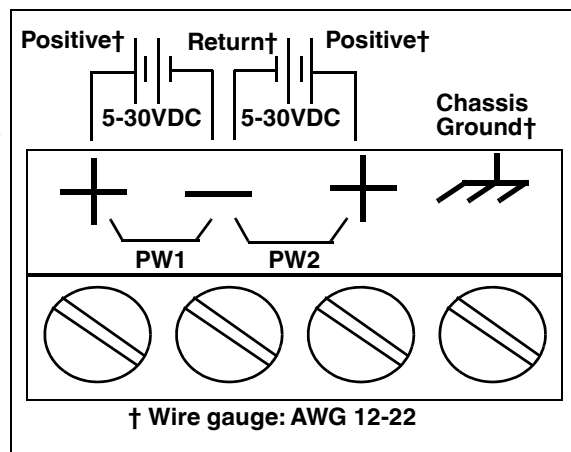 Positive† Return† Positive†
5-30VDC 5-30VDC
Chassis
Ground†
PW1 PW2
† Wire gauge: AWG 12-22